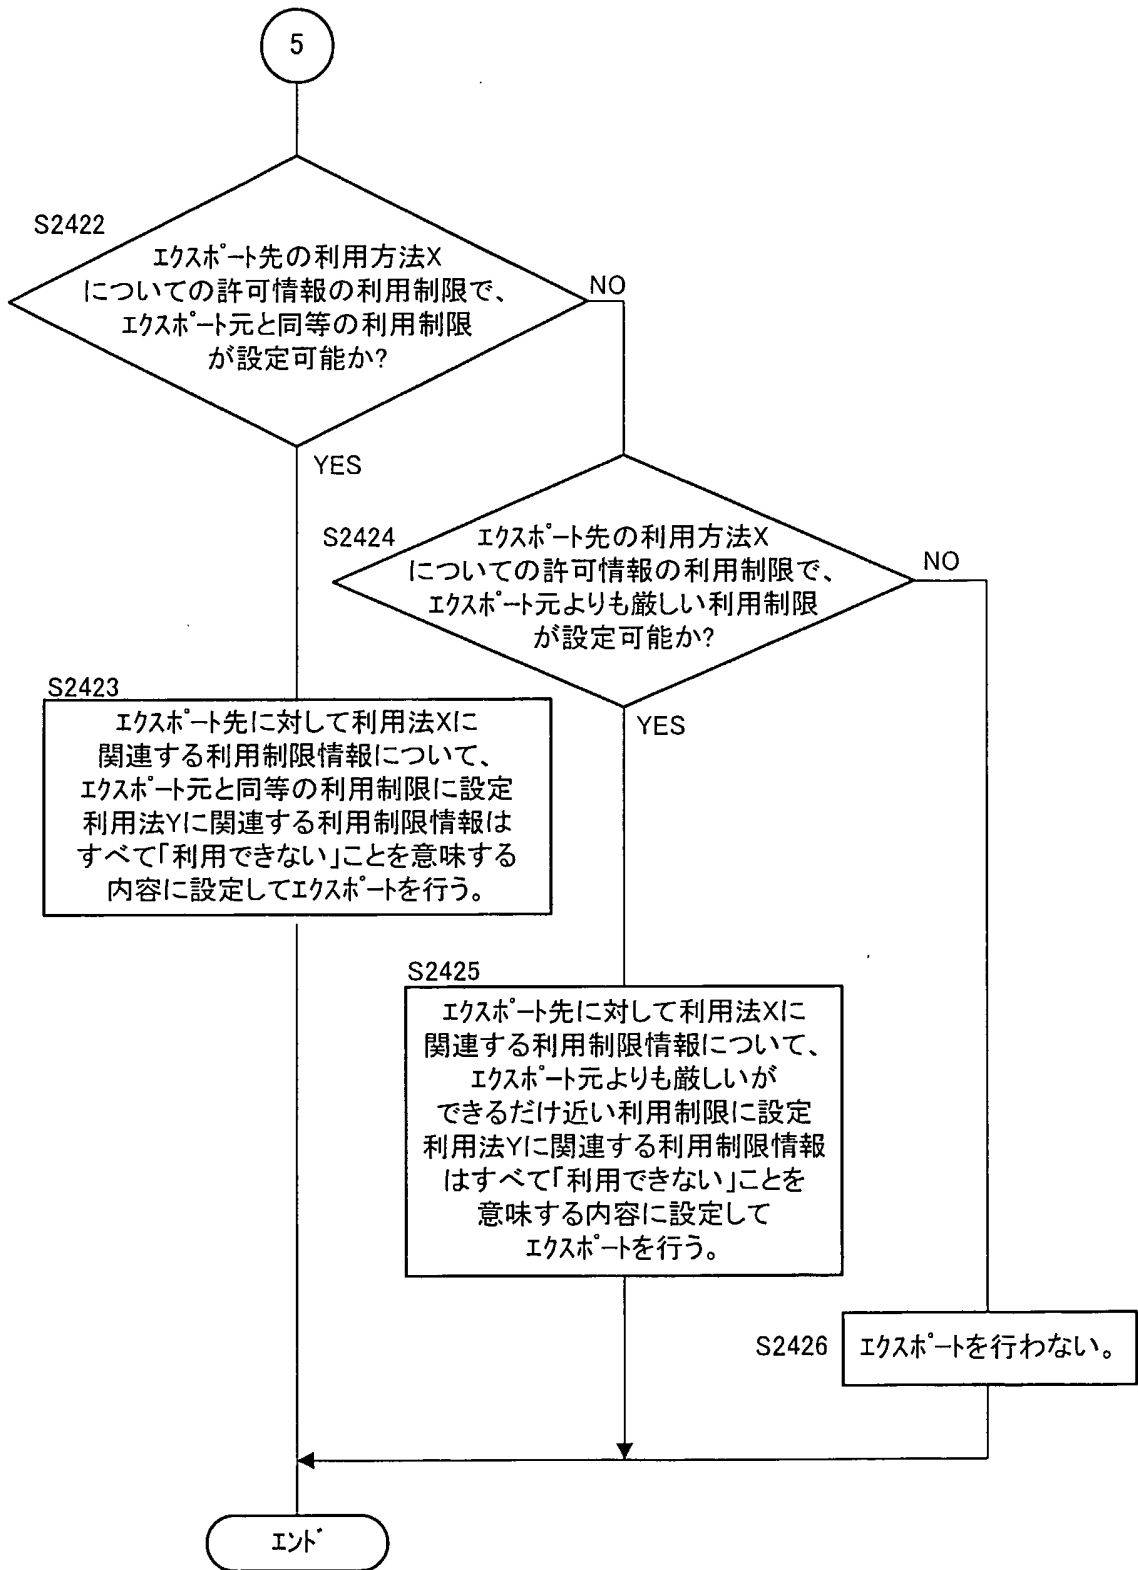 5
S2422
エクスポート先の利用方法X
についての許可情報の利用制限で、
エクスポート元と同等の利用制限
が設定可能か?
NO
YES
S2424
エクスポート先の利用方法X
についての許可情報の利用制限で、
エクスポート元よりも厳しい利用制限
が設定可能か?
NO
YES
S2423
エクスポート先に対して利用法Xに
関連する利用制限情報について、
エクスポート元と同等の利用制限に設定
利用法Yに関連する利用制限情報は
すべて「利用できない」ことを意味する
内容に設定してエクスポートを行う。
S2425
エクスポート先に対して利用法Xに
関連する利用制限情報について、
エクスポート元よりも厳しいが
できるだけ近い利用制限に設定
利用法Yに関連する利用制限情報
はすべて「利用できない」ことを
意味する内容に設定して
エクスポートを行う。
S2426
エクスポートを行わない。
エンド